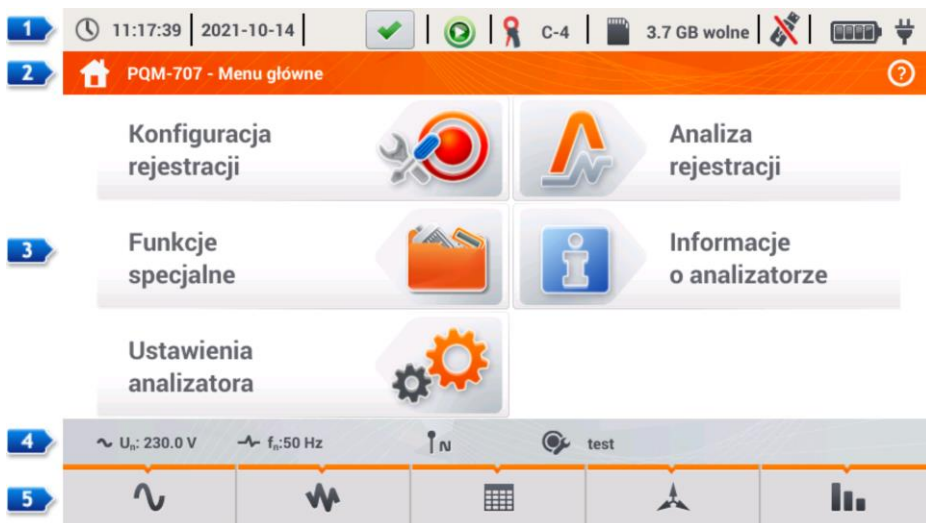 1
11:17:39 2021-10-14 C-4 3.7 GB wolne
2
PQM-707 - Menu główne ?
Konfiguracja
rejestracji
Analiza
rejestracji
3
Funkcje
specjalne
Informacje
o analizatorze
Ustawienia
analizatora
4
Un: 230.0 V fn:50 Hz N test
5